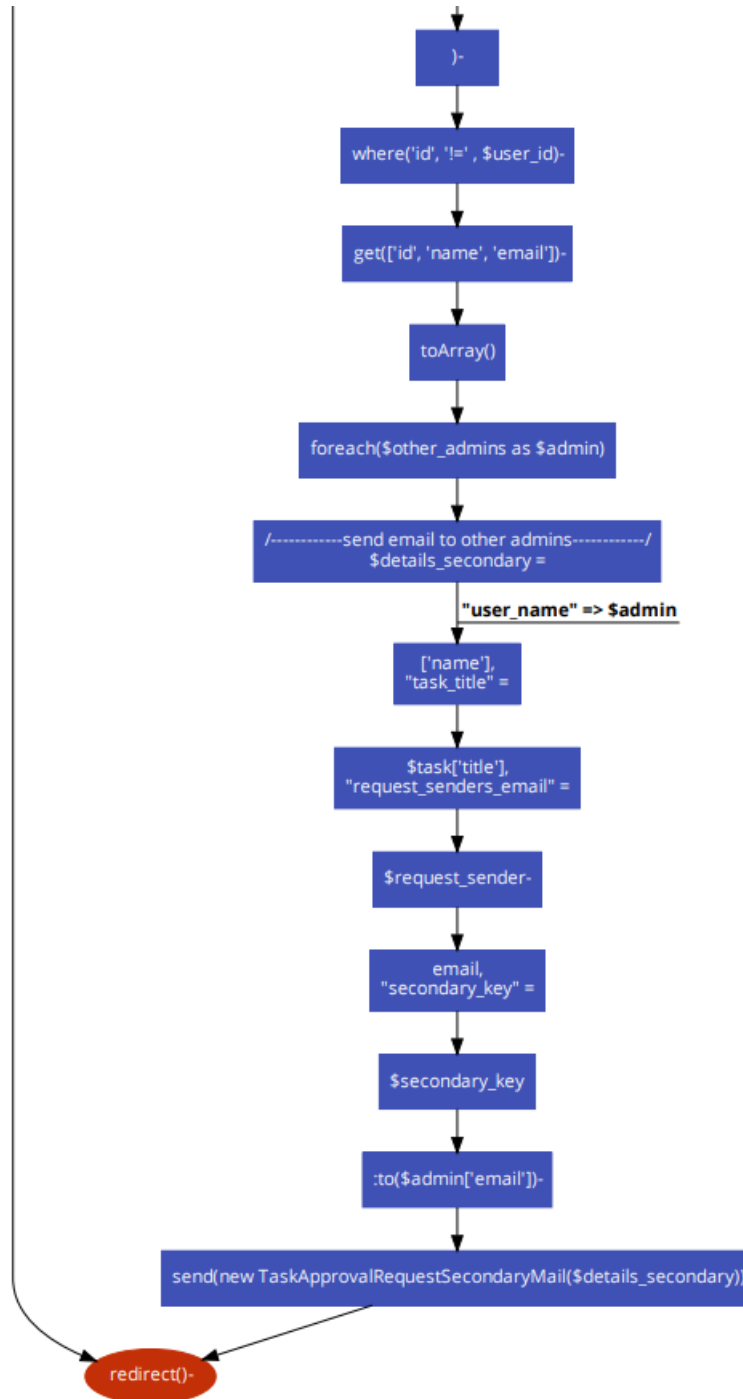 )-
where('id', '!=' , $user_id)-
get(['id', 'name', 'email'])-
toArray()
foreach($other_admins as $admin)
/------------send email to other admins------------/
$details_secondary =
"user_name" => $admin
['name'],
"task_title" =
$task['title'],
"request_senders_email" =
$request_sender-
email,
"secondary_key" =
$secondary_key
:to($admin['email'])-
send(new TaskApprovalRequestSecondaryMail($details_secondary))
redirect()-